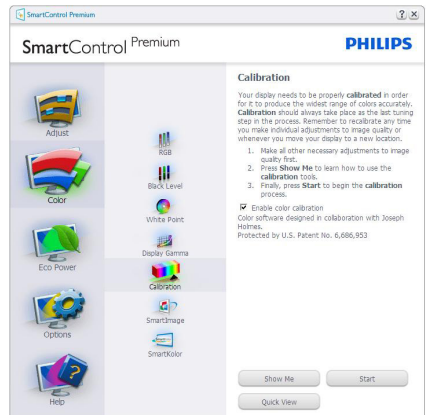 SmartControl Premium
SmartControl Premium
PHILIPS
Adjust
Color
Eco Power
Options
Help
RGB
Black Level
White Point
Display Gamma
Calibration
SmartImage
SmartKolor
Calibration
Your display needs to be properly calibrated in order
for it to produce the widest range of colors accurately.
Calibration should always take place as the last tuning
step in the process. Remember to recalibrate any time
you make individual adjustments to image quality or
whenever you move your display to a new location.
1. Make all other necessary adjustments to image
quality first.
2. Press Show Me to learn how to use the
calibration tools.
3. Finally, press Start to begin the calibration
process.
Enable color calibration
Color software designed in collaboration with Joseph
Holmes.
Protected by U.S. Patent No. 6,686,953
Show Me
Start
Quick View